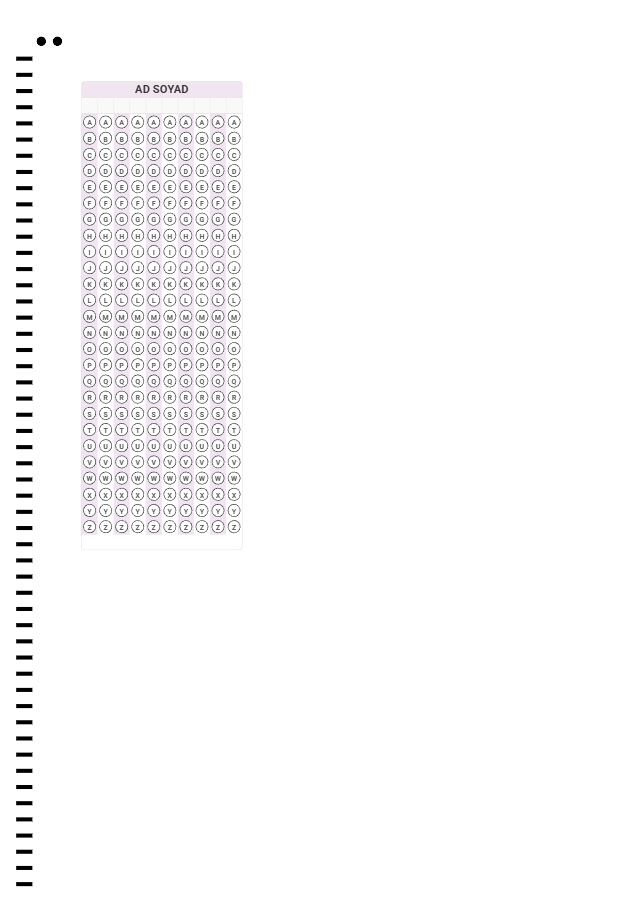 AD SOYAD
A A A A A A A A A A
B B B B B B B B B B
C C C C C C C C C C
D D D D D D D D D D
E E E E E E E E E E
F F F F F F F F F F
G G G G G G G G G G
H H H H H H H H H H
I I I I I I I I I I
J J J J J J J J J J
K K K K K K K K K K
L L L L L L L L L L
M M M M M M M M M M
N N N N N N N N N N
O O O O O O O O O O
P P P P P P P P P P
Q Q Q Q Q Q Q Q Q Q
R R R R R R R R R R
S S S S S S S S S S
T T T T T T T T T T
U U U U U U U U U U
V V V V V V V V V V
W W W W W W W W W W
X X X X X X X X X X
Y Y Y Y Y Y Y Y Y Y
Z Z Z Z Z Z Z Z Z Z